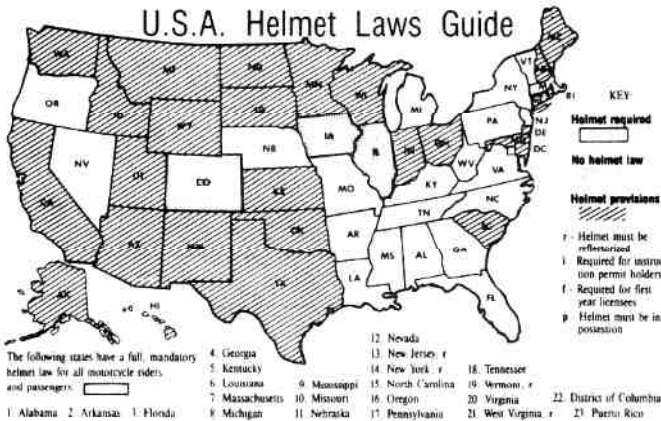 U.S.A. Helmet Laws Guide
WA
MT
ND
MN
OR
ID
WY
SD
WI
MI
VT
NY
ME
RI
NV
UT
CO
NB
IA
IL
IN
OH
PA
NJ
DE
DC
CA
AZ
NM
KS
MO
KY
WV
VA
OK
AR
TN
NC
SC
TX
LA
MS
AL
GA
FL
AK
HI
KEY:
Helmet required
No helmet law
Helmet provisions
r - Helmet must be
reflectorized
i Required for instruc
tion permit holders
f - Required for first
year licensees
p Helmet must be in
possession
The following states have a full, mandatory
helmet law for all motorcycle riders
and passengers:
1. Alabama 2. Arkansas 3. Florida
4. Georgia
5. Kentucky
6. Louisiana
7. Massachusetts
8. Michigan
9. Mississippi
10. Missouri
11. Nebraska
12. Nevada
13. New Jersey, r
14. New York, r
15. North Carolina
16. Oregon
17. Pennsylvania
18. Tennessee
19. Vermont, r
20. Virginia
21. West Virginia, r
22. District of Columbia
23. Puerto Rico